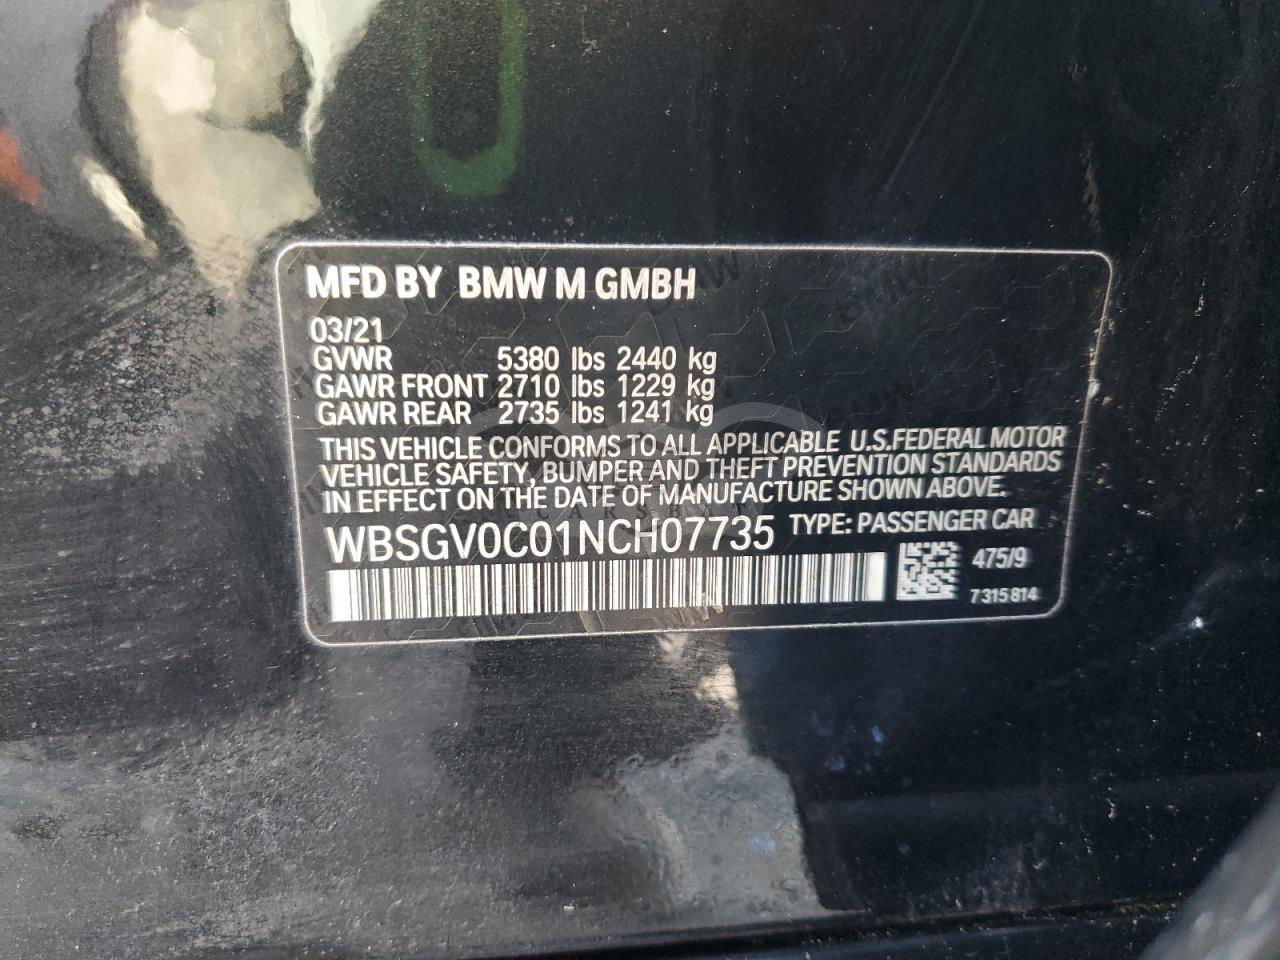 MFD BY BMW M GMBH
03/21
GVWR 5380 lbs 2440 kg
GAWR FRONT 2710 lbs 1229 kg
GAWR REAR 2735 lbs 1241 kg
THIS VEHICLE CONFORMS TO ALL APPLICABLE U.S.FEDERAL MOTOR
VEHICLE SAFETY, BUMPER AND THEFT PREVENTION STANDARDS
IN EFFECT ON THE DATE OF MANUFACTURE SHOWN ABOVE.
WBSGV0C01NCH07735 TYPE: PASSENGER CAR
475/9
7315814